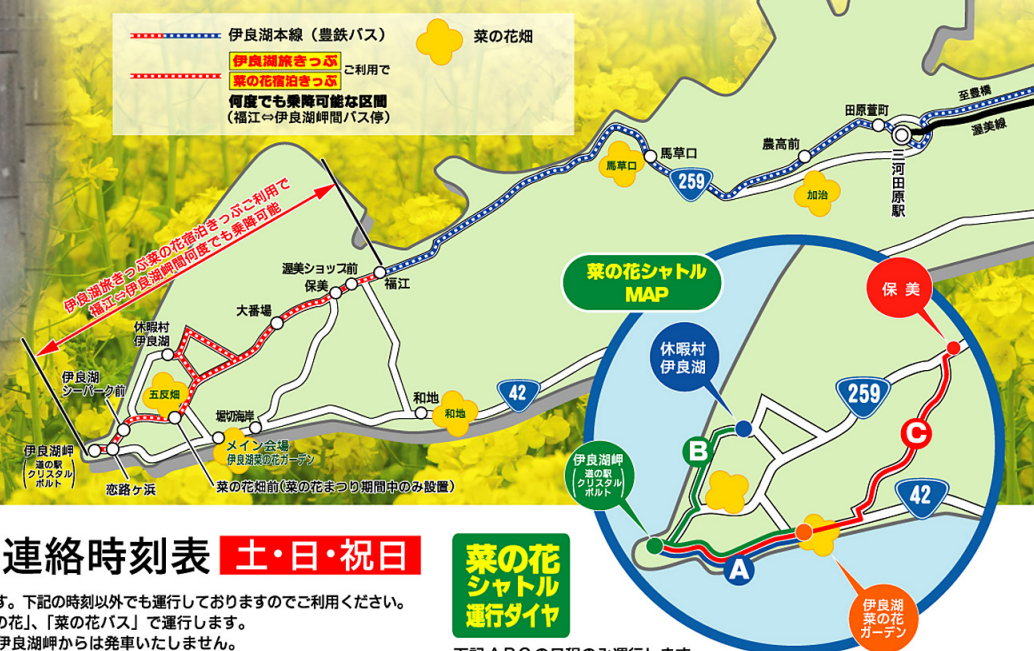 伊良湖本線（豊鉄バス）
菜の花畑
伊良湖旅きっぷ
菜の花宿泊きっぷ
ご利用で
何度でも乗降可能な区間
（福江⇔伊良湖岬間バス停）
至豊橋
渥美線
田原萱町
三河田原駅
農高前
加治
馬草口
馬草口
259
伊良湖旅きっぷ菜の花宿泊きっぷご利用で
福江⇔伊良湖岬間何度でも乗降可能
渥美ショップ前
保美
福江
大番場
休暇村
伊良湖
伊良湖
シーパーク前
五反畑
堀切海岸
和地
和地
42
メイン会場
伊良湖菜の花ガーデン
伊良湖岬
（道の駅
クリスタル
ポルト）
恋路ヶ浜
菜の花畑前（菜の花まつり期間中のみ設置）
菜の花シャトル
MAP
保美
休暇村
伊良湖
259
C
B
伊良湖岬
（道の駅
クリスタル
ポルト）
42
A
伊良湖
菜の花
ガーデン
連絡時刻表 土・日・祝日
す。下記の時刻以外でも運行しておりますのでご利用ください。
の花」、「菜の花バス」で運行します。
伊良湖岬からは発車いたしません。
菜の花
シャトル
運行ダイヤ
下記ABCの日程のみ運行します